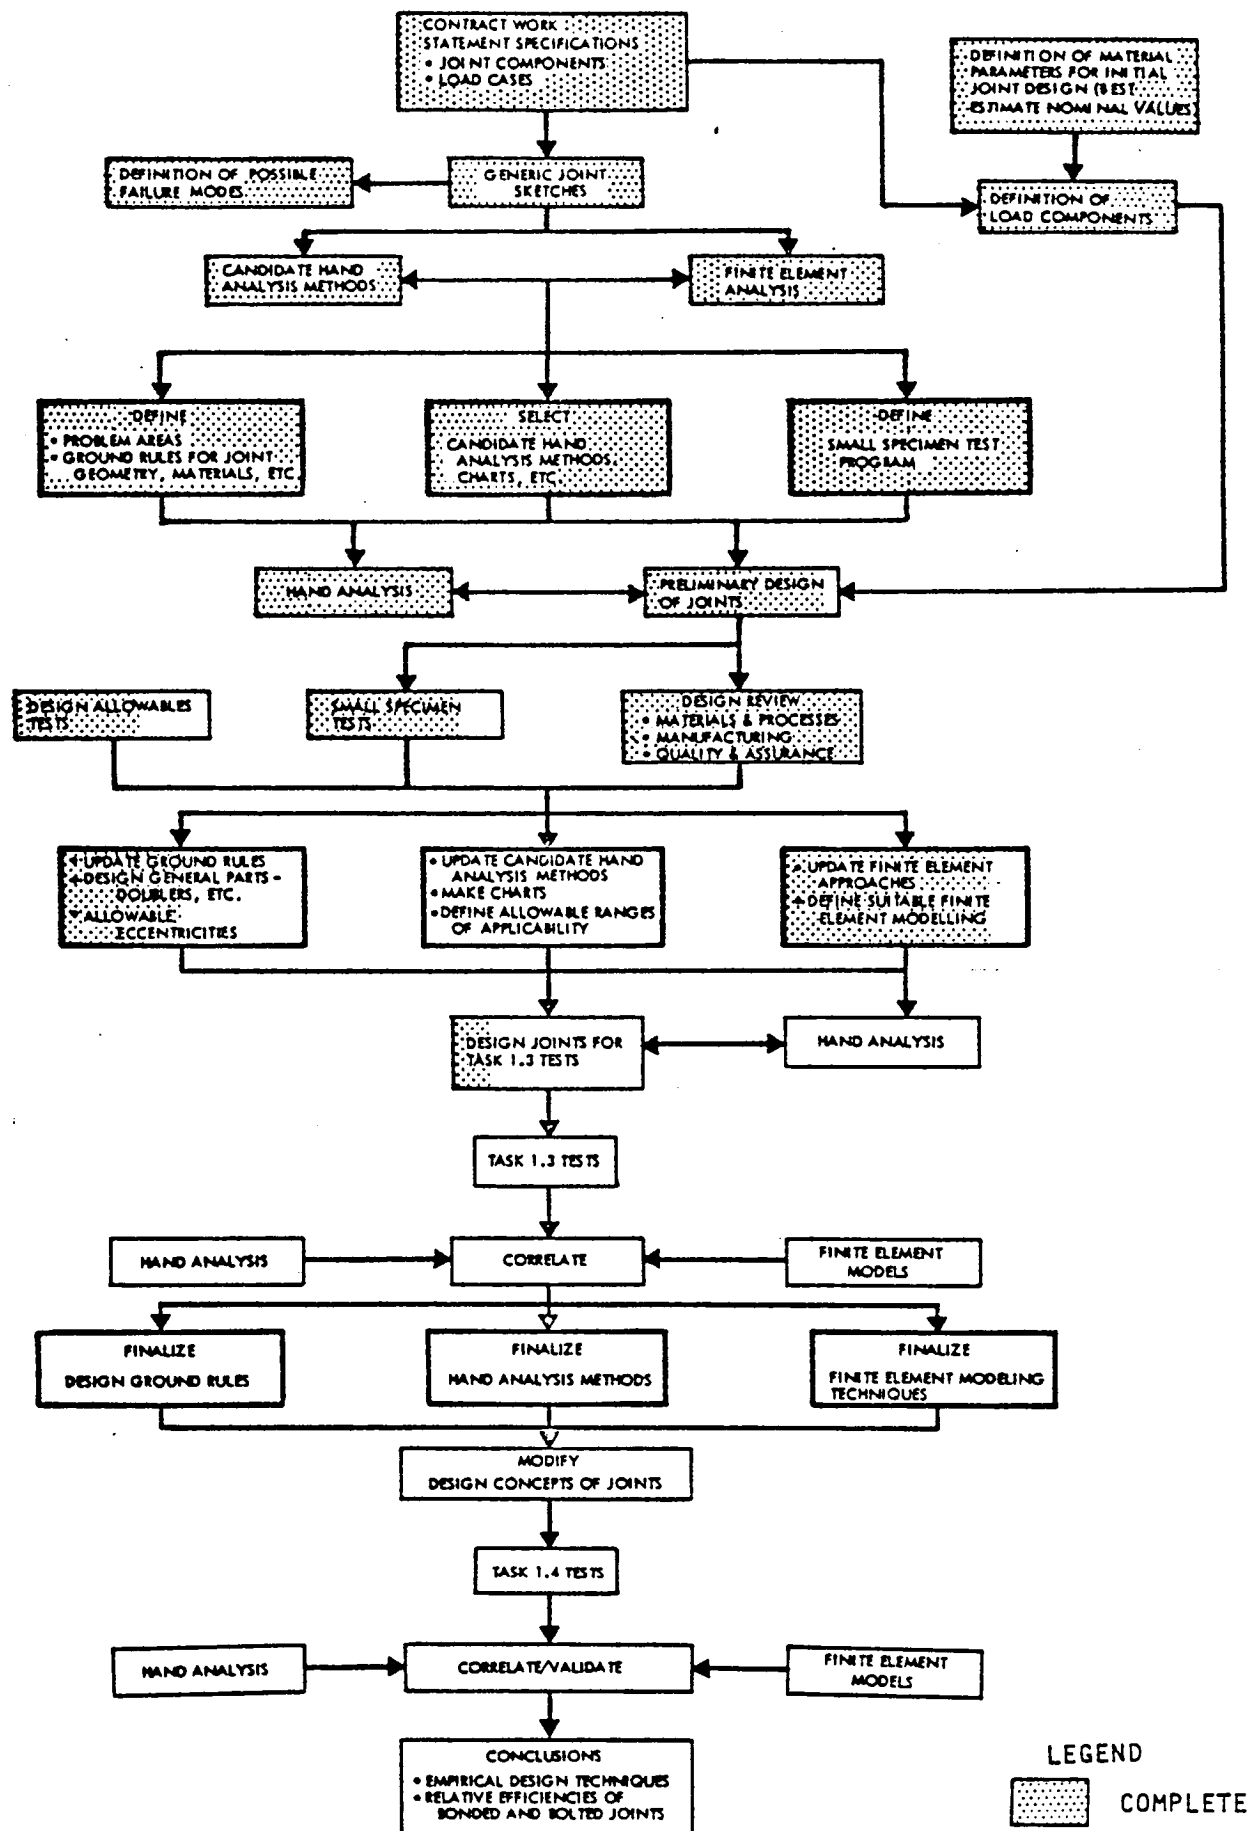 CONTRACT WORK
STATEMENT SPECIFICATIONS
• JOINT COMPONENTS
• LOAD CASES
DEFINITION OF MATERIAL
PARAMETERS FOR INITIAL
JOINT DESIGN (BEST
ESTIMATE NOMINAL VALUES)
DEFINITION OF POSSIBLE
FAILURE MODES
GENERIC JOINT
SKETCHES
DEFINITION OF
LOAD COMPONENTS
CANDIDATE HAND
ANALYSIS METHODS
FINITE ELEMENT
ANALYSIS
DEFINE
• PROBLEM AREAS
• GROUND RULES FOR JOINT
GEOMETRY, MATERIALS, ETC
SELECT
CANDIDATE HAND
ANALYSIS METHODS,
CHARTS, ETC
DEFINE
SMALL SPECIMEN TEST
PROGRAM
HAND ANALYSIS
PRELIMINARY DESIGN
OF JOINTS
DESIGN ALLOWABLES
TESTS
SMALL SPECIMEN
TESTS
DESIGN REVIEW
• MATERIALS & PROCESSES
• MANUFACTURING
• QUALITY & ASSURANCE
• UPDATE GROUND RULES
• DESIGN GENERAL PARTS -
DOUBLERS, ETC.
• ALLOWABLE
ECCENTRICITIES
• UPDATE CANDIDATE HAND
ANALYSIS METHODS
• MAKE CHARTS
• DEFINE ALLOWABLE RANGES
OF APPLICABILITY
• UPDATE FINITE ELEMENT
APPROACHES
• DEFINE SUITABLE FINITE
ELEMENT MODELLING
DESIGN JOINTS FOR
TASK 1.3 TESTS
HAND ANALYSIS
TASK 1.3 TESTS
HAND ANALYSIS
CORRELATE
FINITE ELEMENT
MODELS
FINALIZE
DESIGN GROUND RULES
FINALIZE
HAND ANALYSIS METHODS
FINALIZE
FINITE ELEMENT MODELING
TECHNIQUES
MODIFY
DESIGN CONCEPTS OF JOINTS
TASK 1.4 TESTS
HAND ANALYSIS
CORRELATE/VALIDATE
FINITE ELEMENT
MODELS
CONCLUSIONS
• EMPIRICAL DESIGN TECHNIQUES
• RELATIVE EFFICIENCIES OF
BONDED AND BOLTED JOINTS
LEGEND
COMPLETE